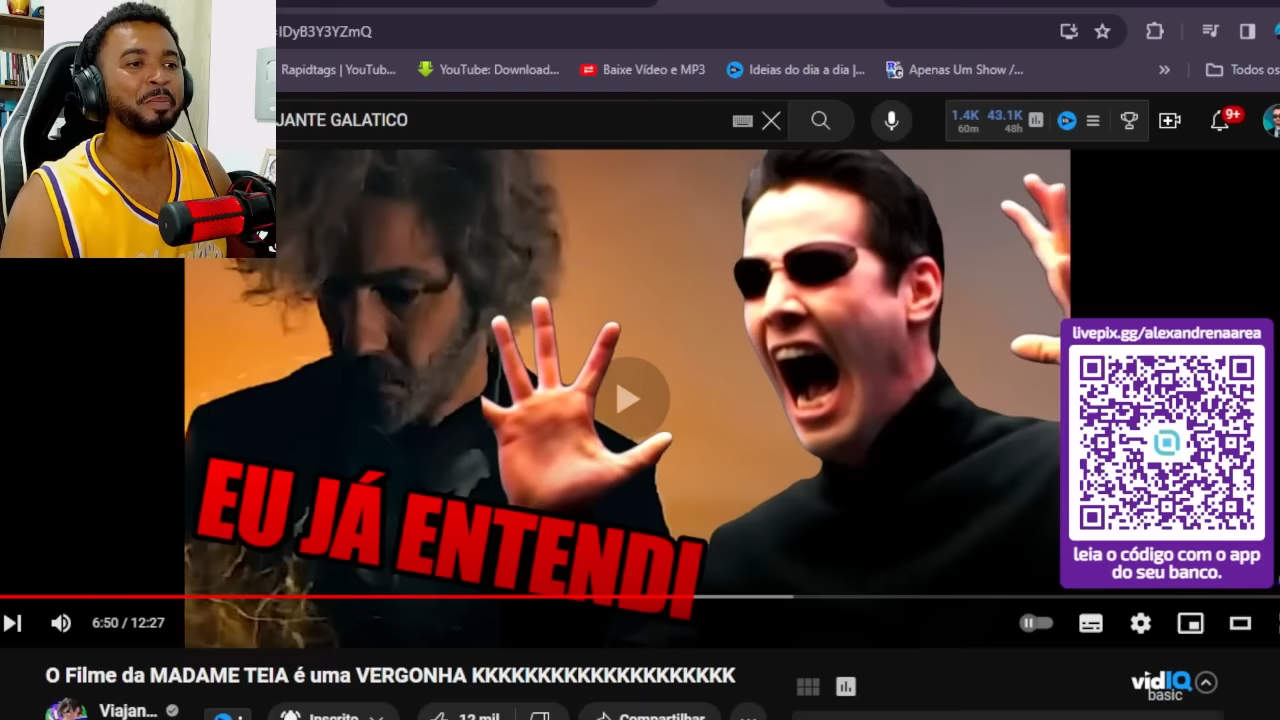 =IDyB3Y3YZmQ
Rapidtags | YouTub...
YouTube: Download...
Baixe Vídeo e MP3
Ideias do dia a dia |...
Apenas Um Show /...
»
Todos os
JANTE GALATICO
1.4K 43.1K
60m 48h
9+
livepix.gg/alexandrenaarea
EU JÁ ENTENDI
leia o código com o app
do seu banco.
6:50 / 12:27
O Filme da MADAME TEIA é uma VERGONHA KKKKKKKKKKKKKKKKKKKK
vidIQ
basic
Viajan...
Inscrito
12 mil
Compartilhar